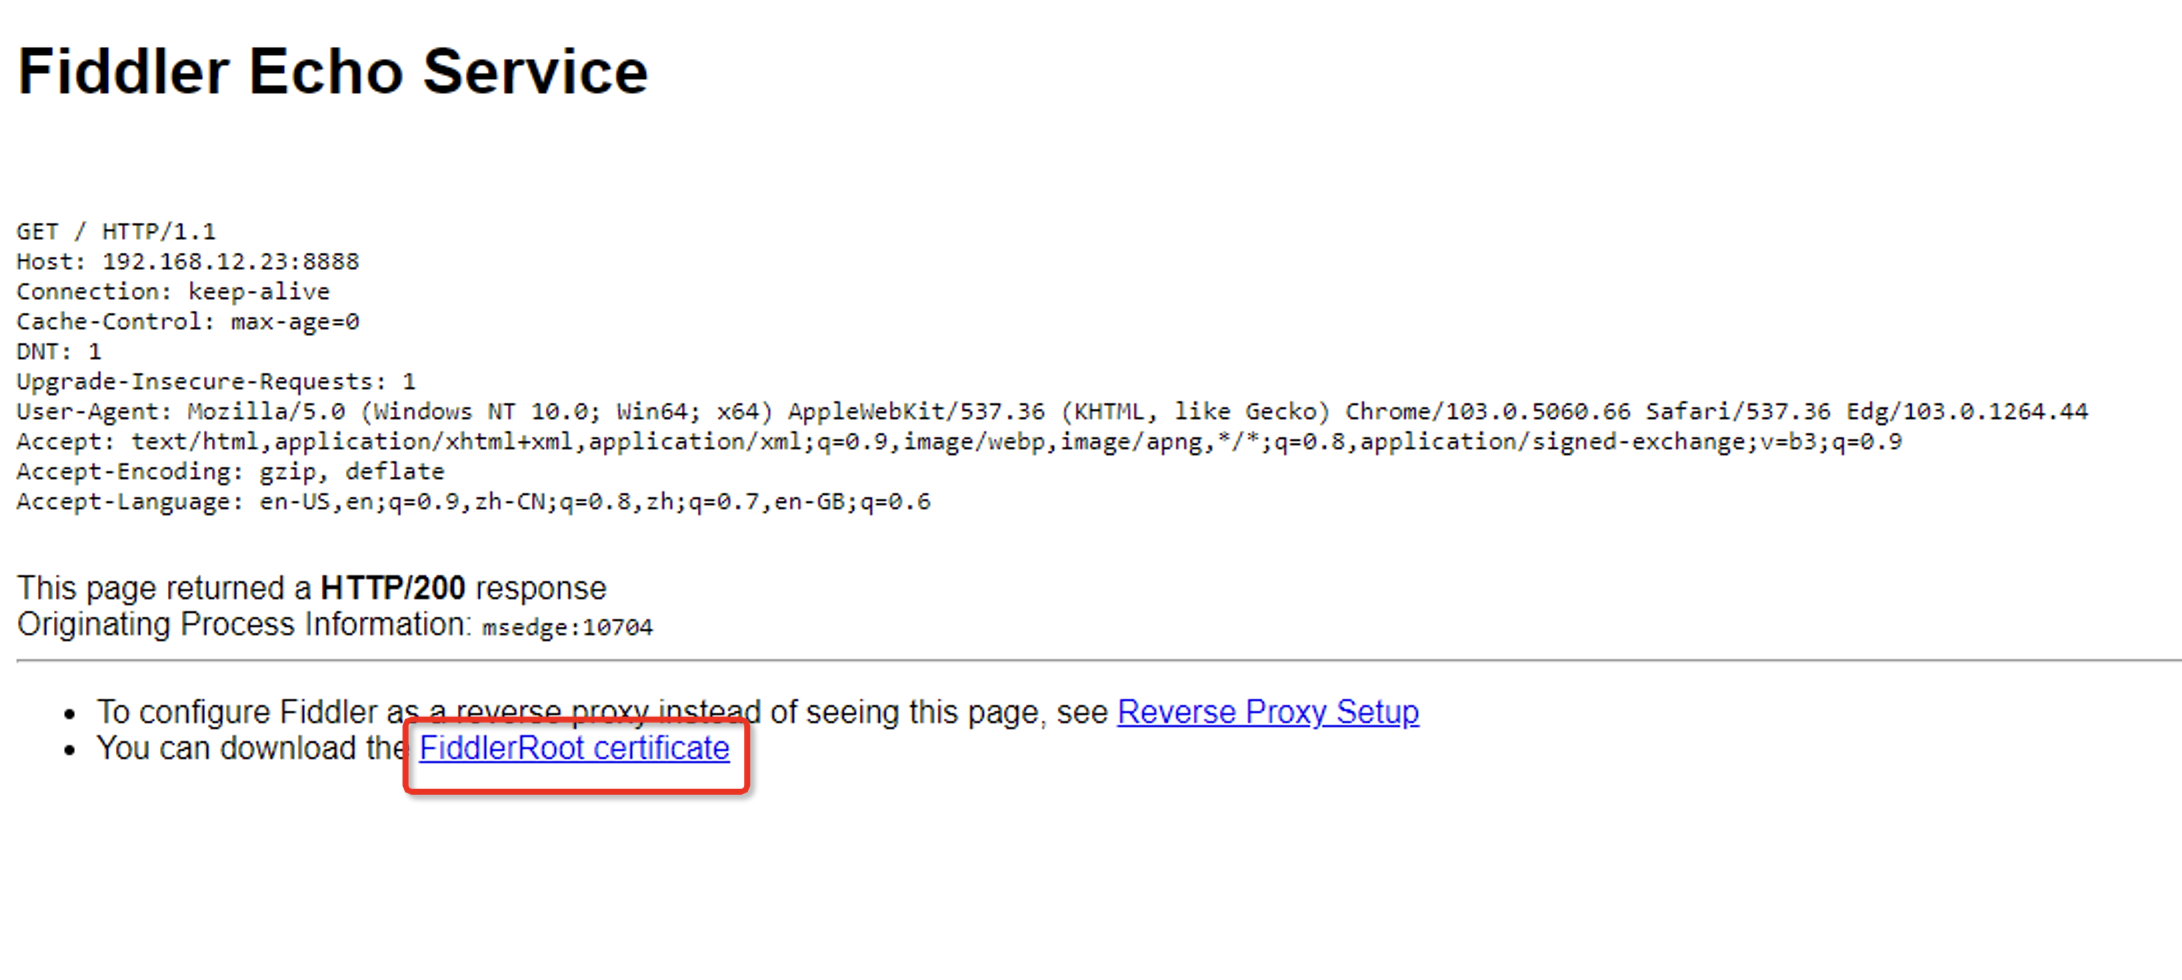 Fiddler Echo Service
GET / HTTP/1.1
Host: 192.168.12.23:8888
Connection: keep-alive
Cache-Control: max-age=0
DNT: 1
Upgrade-Insecure-Requests: 1
User-Agent: Mozilla/5.0 (Windows NT 10.0; Win64; x64) AppleWebKit/537.36 (KHTML, like Gecko) Chrome/103.0.5060.66 Safari/537.36 Edg/103.0.1264.44
Accept: text/html,application/xhtml+xml,application/xml;q=0.9,image/webp,image/apng,*/*;q=0.8,application/signed-exchange;v=b3;q=0.9
Accept-Encoding: gzip, deflate
Accept-Language: en-US,en;q=0.9,zh-CN;q=0.8,zh;q=0.7,en-GB;q=0.6
This page returned a HTTP/200 response
Originating Process Information: msedge:10704
• To configure Fiddler as a reverse proxy instead of seeing this page, see Reverse Proxy Setup
• You can download the FiddlerRoot certificate